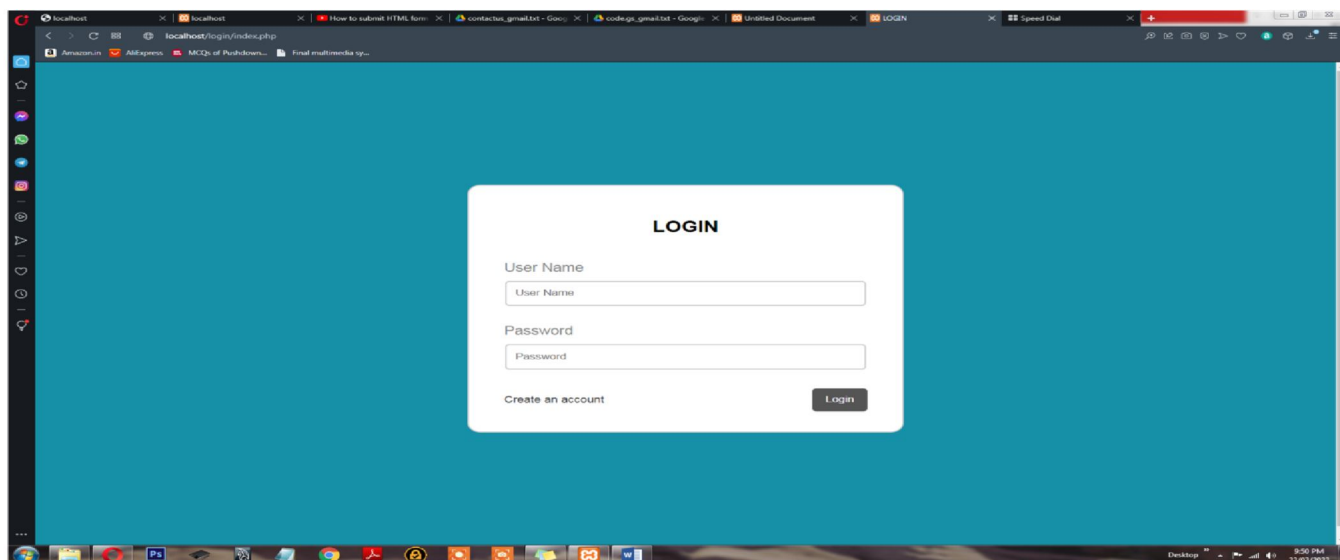 localhost
localhost
How to submit HTML form
contactus_gmail.txt - Goog
code.gs_gmail.txt - Google
Untitled Document
LOGIN
Speed Dial
localhost/login/index.php
Amazon.in
AliExpress
MCQs of Pushdown...
Final multimedia sy...
LOGIN
User Name
User Name
Password
Password
Create an account
Login
Ps
Desktop
9:50 PM